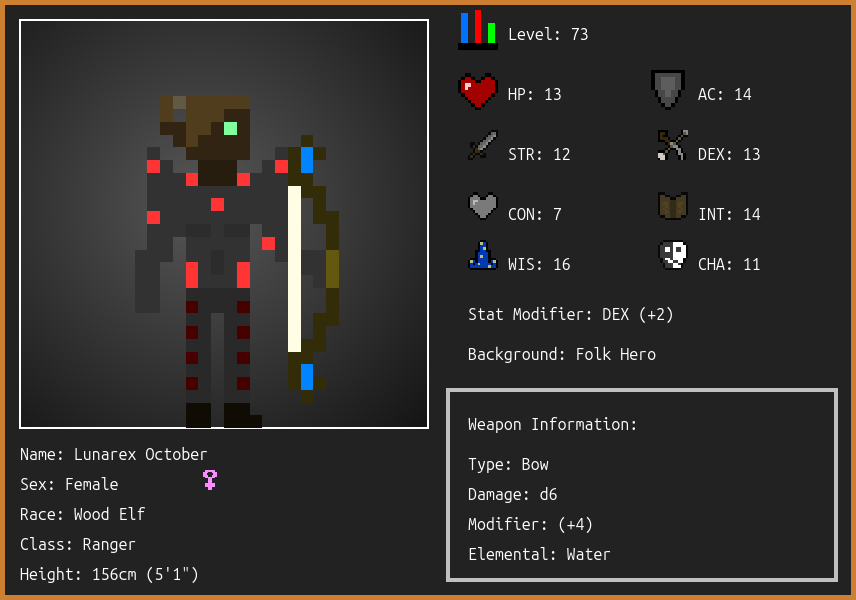 Level: 73
HP: 13
AC: 14
STR: 12
DEX: 13
CON: 7
INT: 14
WIS: 16
CHA: 11
Stat Modifier: DEX (+2)
Background: Folk Hero
Weapon Information:
Type: Bow
Damage: d6
Modifier: (+4)
Elemental: Water
Name: Lunarex October
Sex: Female
Race: Wood Elf
Class: Ranger
Height: 156cm (5'1")